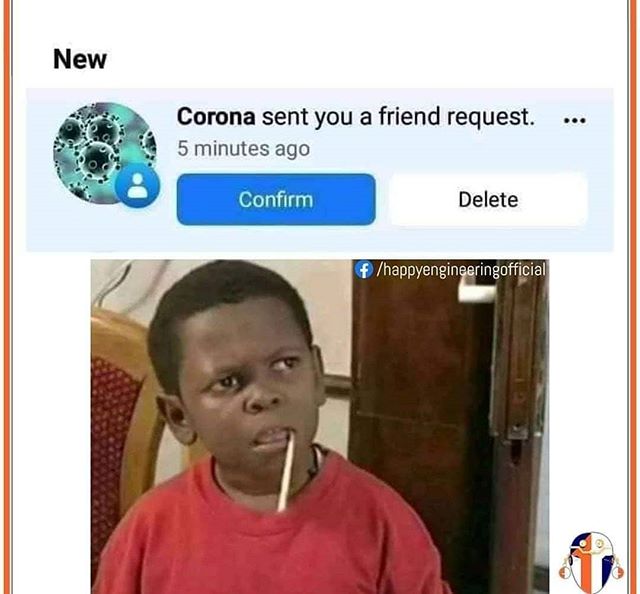 New
Corona sent you a friend request.
5 minutes ago
Confirm
Delete
/happyengineeringofficial